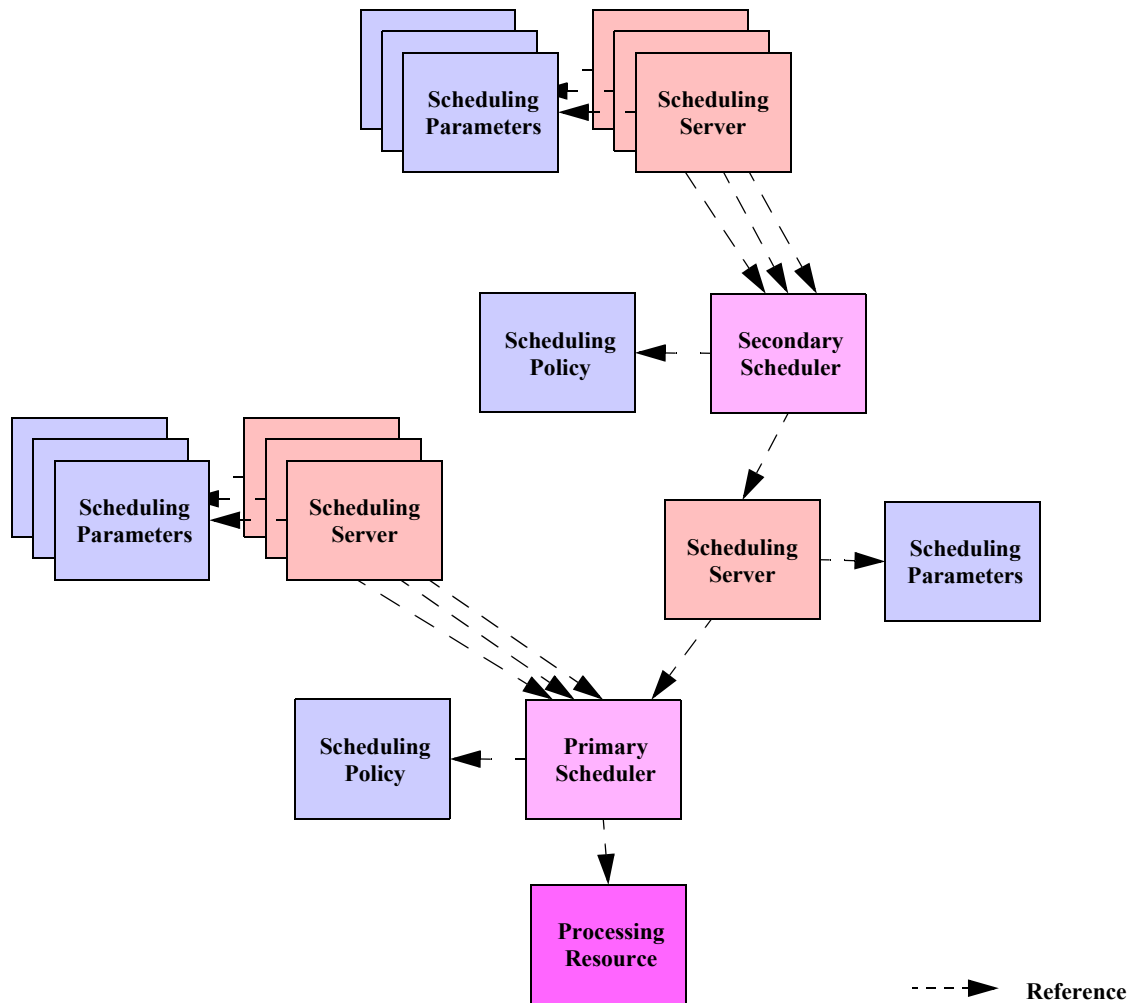 Scheduling
Parameters
Scheduling
Server
Scheduling
Policy
Secondary
Scheduler
Scheduling
Parameters
Scheduling
Server
Scheduling
Server
Scheduling
Parameters
Scheduling
Policy
Primary
Scheduler
Processing
Resource
Reference